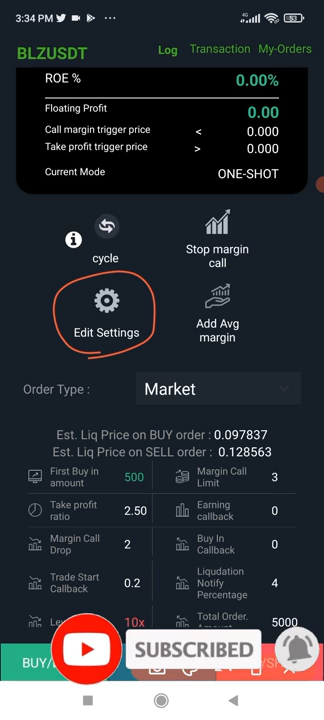 3:34 PM
4G
53
BLZUSDT
Log
Transaction
My-Orders
ROE %
0.00%
Floating Profit
0.00
Call margin trigger price
<
0.000
Take profit trigger price
>
0.000
Current Mode
ONE-SHOT
cycle
Stop margin
call
Edit Settings
Add Avg
margin
Order Type :
Market
Est. Liq Price on BUY order : 0.097837
Est. Liq Price on SELL order : 0.128563
First Buy in
amount
500
Margin Call
Limit
3
Take profit
ratio
2.50
Earning
callback
0
Margin Call
Drop
2
Buy In
Callback
0
Trade Start
Callback
0.2
Liqudation
Notify
Percentage
4
10x
Total Order.
Amount
5000
BUY/
SUBSCRIBED